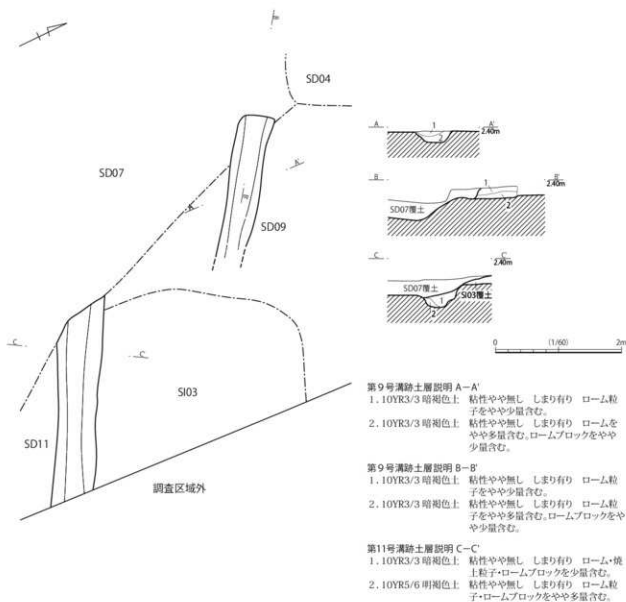 SD04
SD07
SD09
SI03
SD11
調査区域外
A
A'
B
B'
C
C'
A
A'
2.40m
1
2
B
B'
2.40m
1
2
SD07覆土
C
C'
2.40m
SD07覆土
SI03覆土
1
2
0
(1/60)
2m
第9号溝跡土層説明 A-A'
1. 10YR3/3 暗褐色土 粘性やや無し しまり有り ローム粒
子をやや少量含む。
2. 10YR3/3 暗褐色土 粘性やや無し しまり有り ロームを
やや多量含む。ロームブロックをやや
少量含む。
第9号溝跡土層説明 B-B'
1. 10YR3/3 暗褐色土 粘性やや無し しまり有り ローム粒
子をやや少量含む。
2. 10YR3/3 暗褐色土 粘性やや無し しまり有り ローム粒
子をやや多量含む。ロームブロックをや
や少量含む。
第11号溝跡土層説明 C-C'
1. 10YR3/3 暗褐色土 粘性やや無し しまり有り ローム・焼
土粒子・ロームブロックを少量含む。
2. 10YR5/6 明褐色土 粘性やや無し しまり有り ローム粒
子・ロームブロックをやや多量含む。